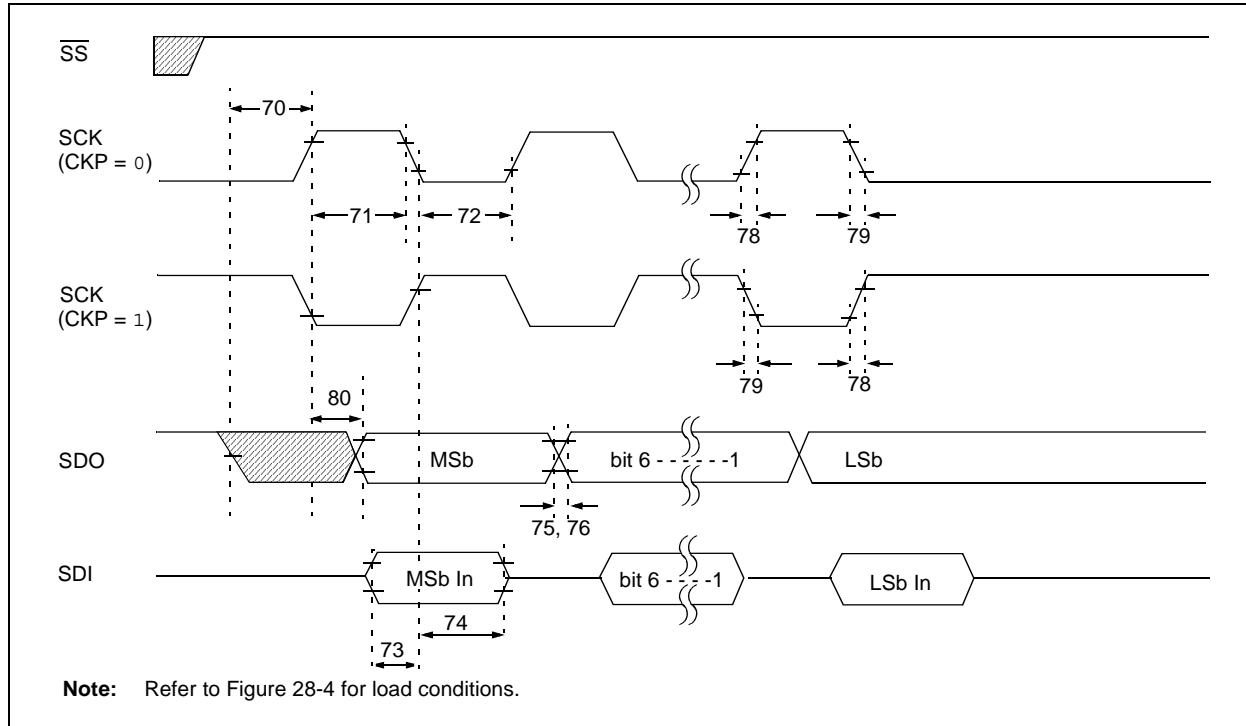 SS
70
SCK
(CKP = 0)
71
72
78
79
SCK
(CKP = 1)
79
78
80
SDO
MSb
bit 6 - - - - - -1
LSb
75, 76
SDI
MSb In
bit 6 - - - - -1
LSb In
74
73
Note: Refer to Figure 28-4 for load conditions.